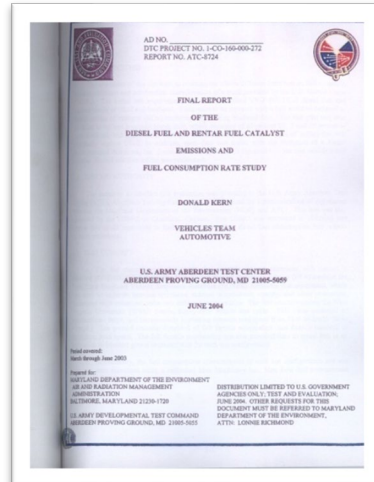 AD NO.
DTC PROJECT NO. 1-CO-160-000-272
REPORT NO. ATC-8724
FINAL REPORT
OF THE
DIESEL FUEL AND RENTAR FUEL CATALYST
EMISSIONS AND
FUEL CONSUMPTION RATE STUDY
DONALD KERN
VEHICLES TEAM
AUTOMOTIVE
U.S. ARMY ABERDEEN TEST CENTER
ABERDEEN PROVING GROUND, MD 21005-5059
JUNE 2004
Period covered:
March through June 2003
Prepared for:
MARYLAND DEPARTMENT OF THE ENVIRONMENT
AIR AND RADIATION MANAGEMENT
ADMINISTRATION
BALTIMORE, MARYLAND 21230-1720
U.S. ARMY DEVELOPMENTAL TEST COMMAND
ABERDEEN PROVING GROUND, MD 21005-5055
DISTRIBUTION LIMITED TO U.S. GOVERNMENT
AGENCIES ONLY; TEST AND EVALUATION;
JUNE 2004. OTHER REQUESTS FOR THIS
DOCUMENT MUST BE REFERRED TO MARYLAND
DEPARTMENT OF THE ENVIRONMENT,
ATTN: LONNIE RICHMOND